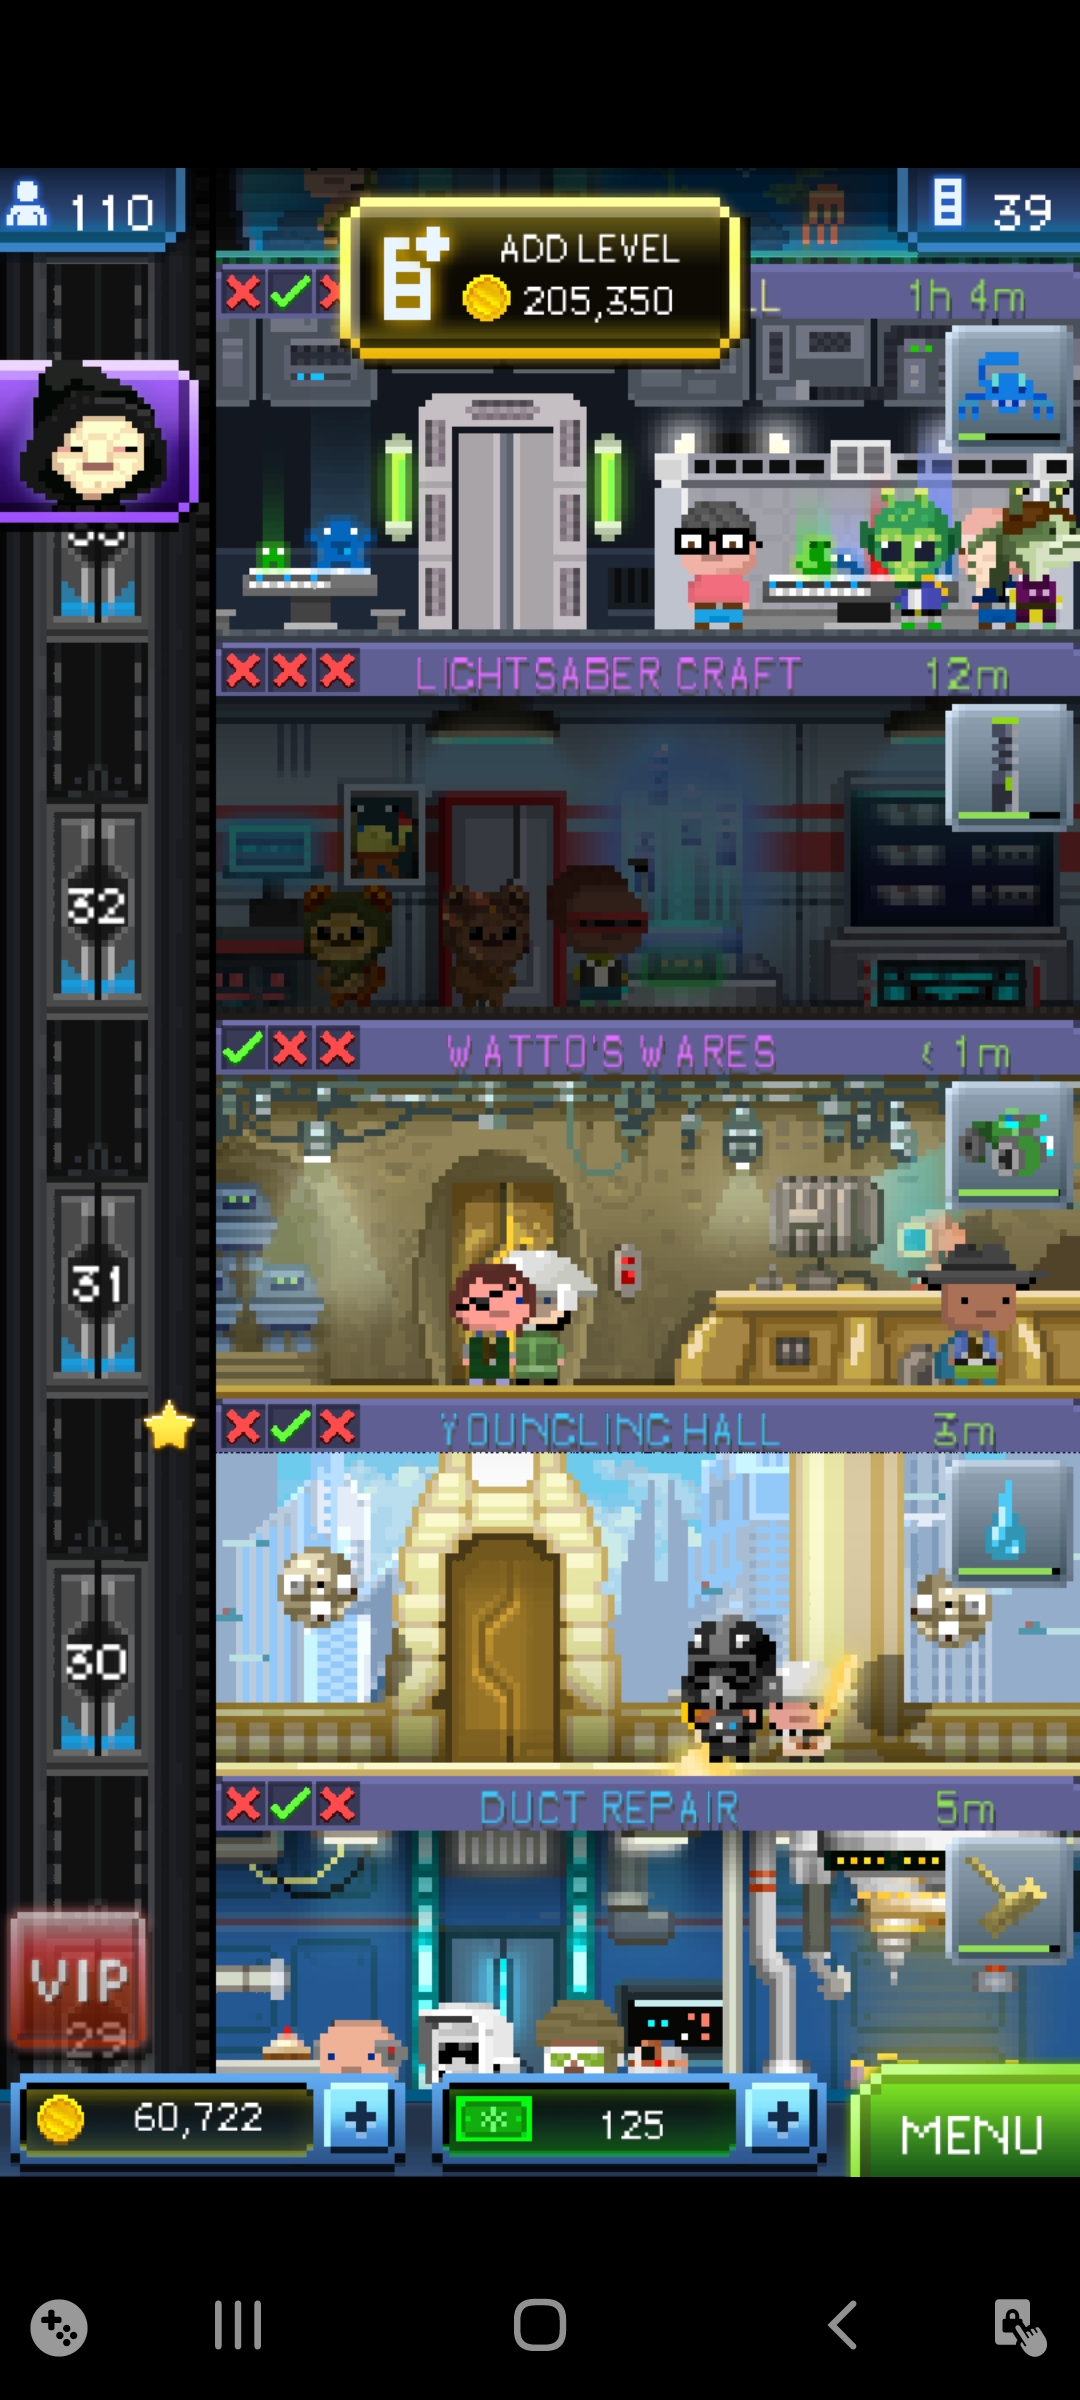 110
ADD LEVEL
205,350
39
LL
1h 4m
LIGHTSABER CRAFT
12m
32
WATTO'S WARES
< 1m
31
YOUNGLING HALL
3m
30
DUCT REPAIR
5m
VIP
29
60,722
125
MENU